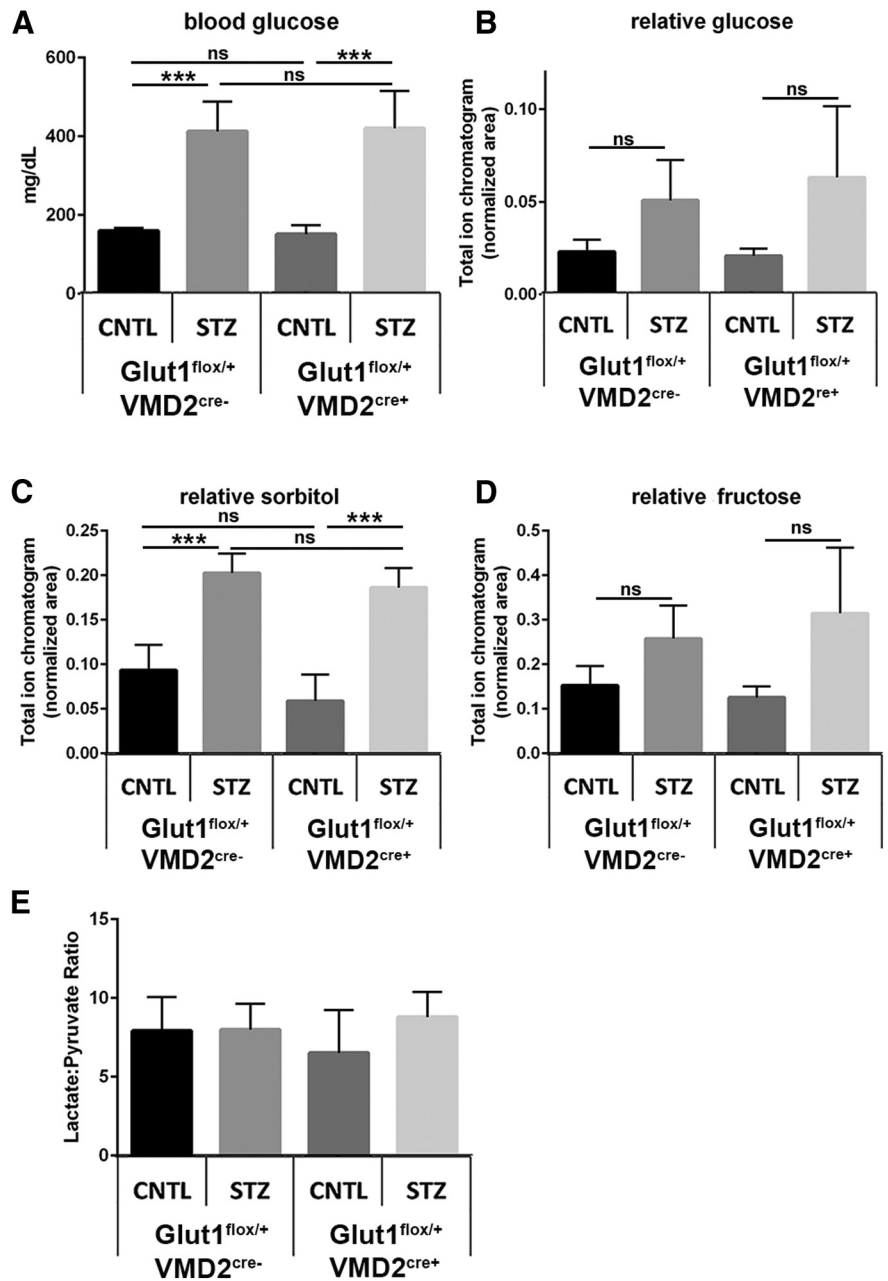 A
blood glucose
ns
***
***
ns
600
400
200
0
mg/dL
CNTL STZ CNTL STZ
Glut1flox/+ Glut1flox/+
VMD2cre- VMD2cre+
B
relative glucose
ns
ns
0.10
0.05
0.00
Total ion chromatogram
(normalized area)
CNTL STZ CNTL STZ
Glut1flox/+ Glut1flox/+
VMD2cre- VMD2re+
C
relative sorbitol
ns
***
***
ns
0.25
0.20
0.15
0.10
0.05
0.00
Total ion chromatogram
(normalized area)
CNTL STZ CNTL STZ
Glut1flox/+ Glut1flox/+
VMD2cre- VMD2cre+
D
relative fructose
ns
ns
0.5
0.4
0.3
0.2
0.1
0.0
Total ion chromatogram
(normalized area)
CNTL STZ CNTL STZ
Glut1flox/+ Glut1flox/+
VMD2cre- VMD2cre+
E
15
10
5
0
Lactate:Pyruvate Ratio
CNTL STZ CNTL STZ
Glut1flox/+ Glut1flox/+
VMD2cre- VMD2cre+